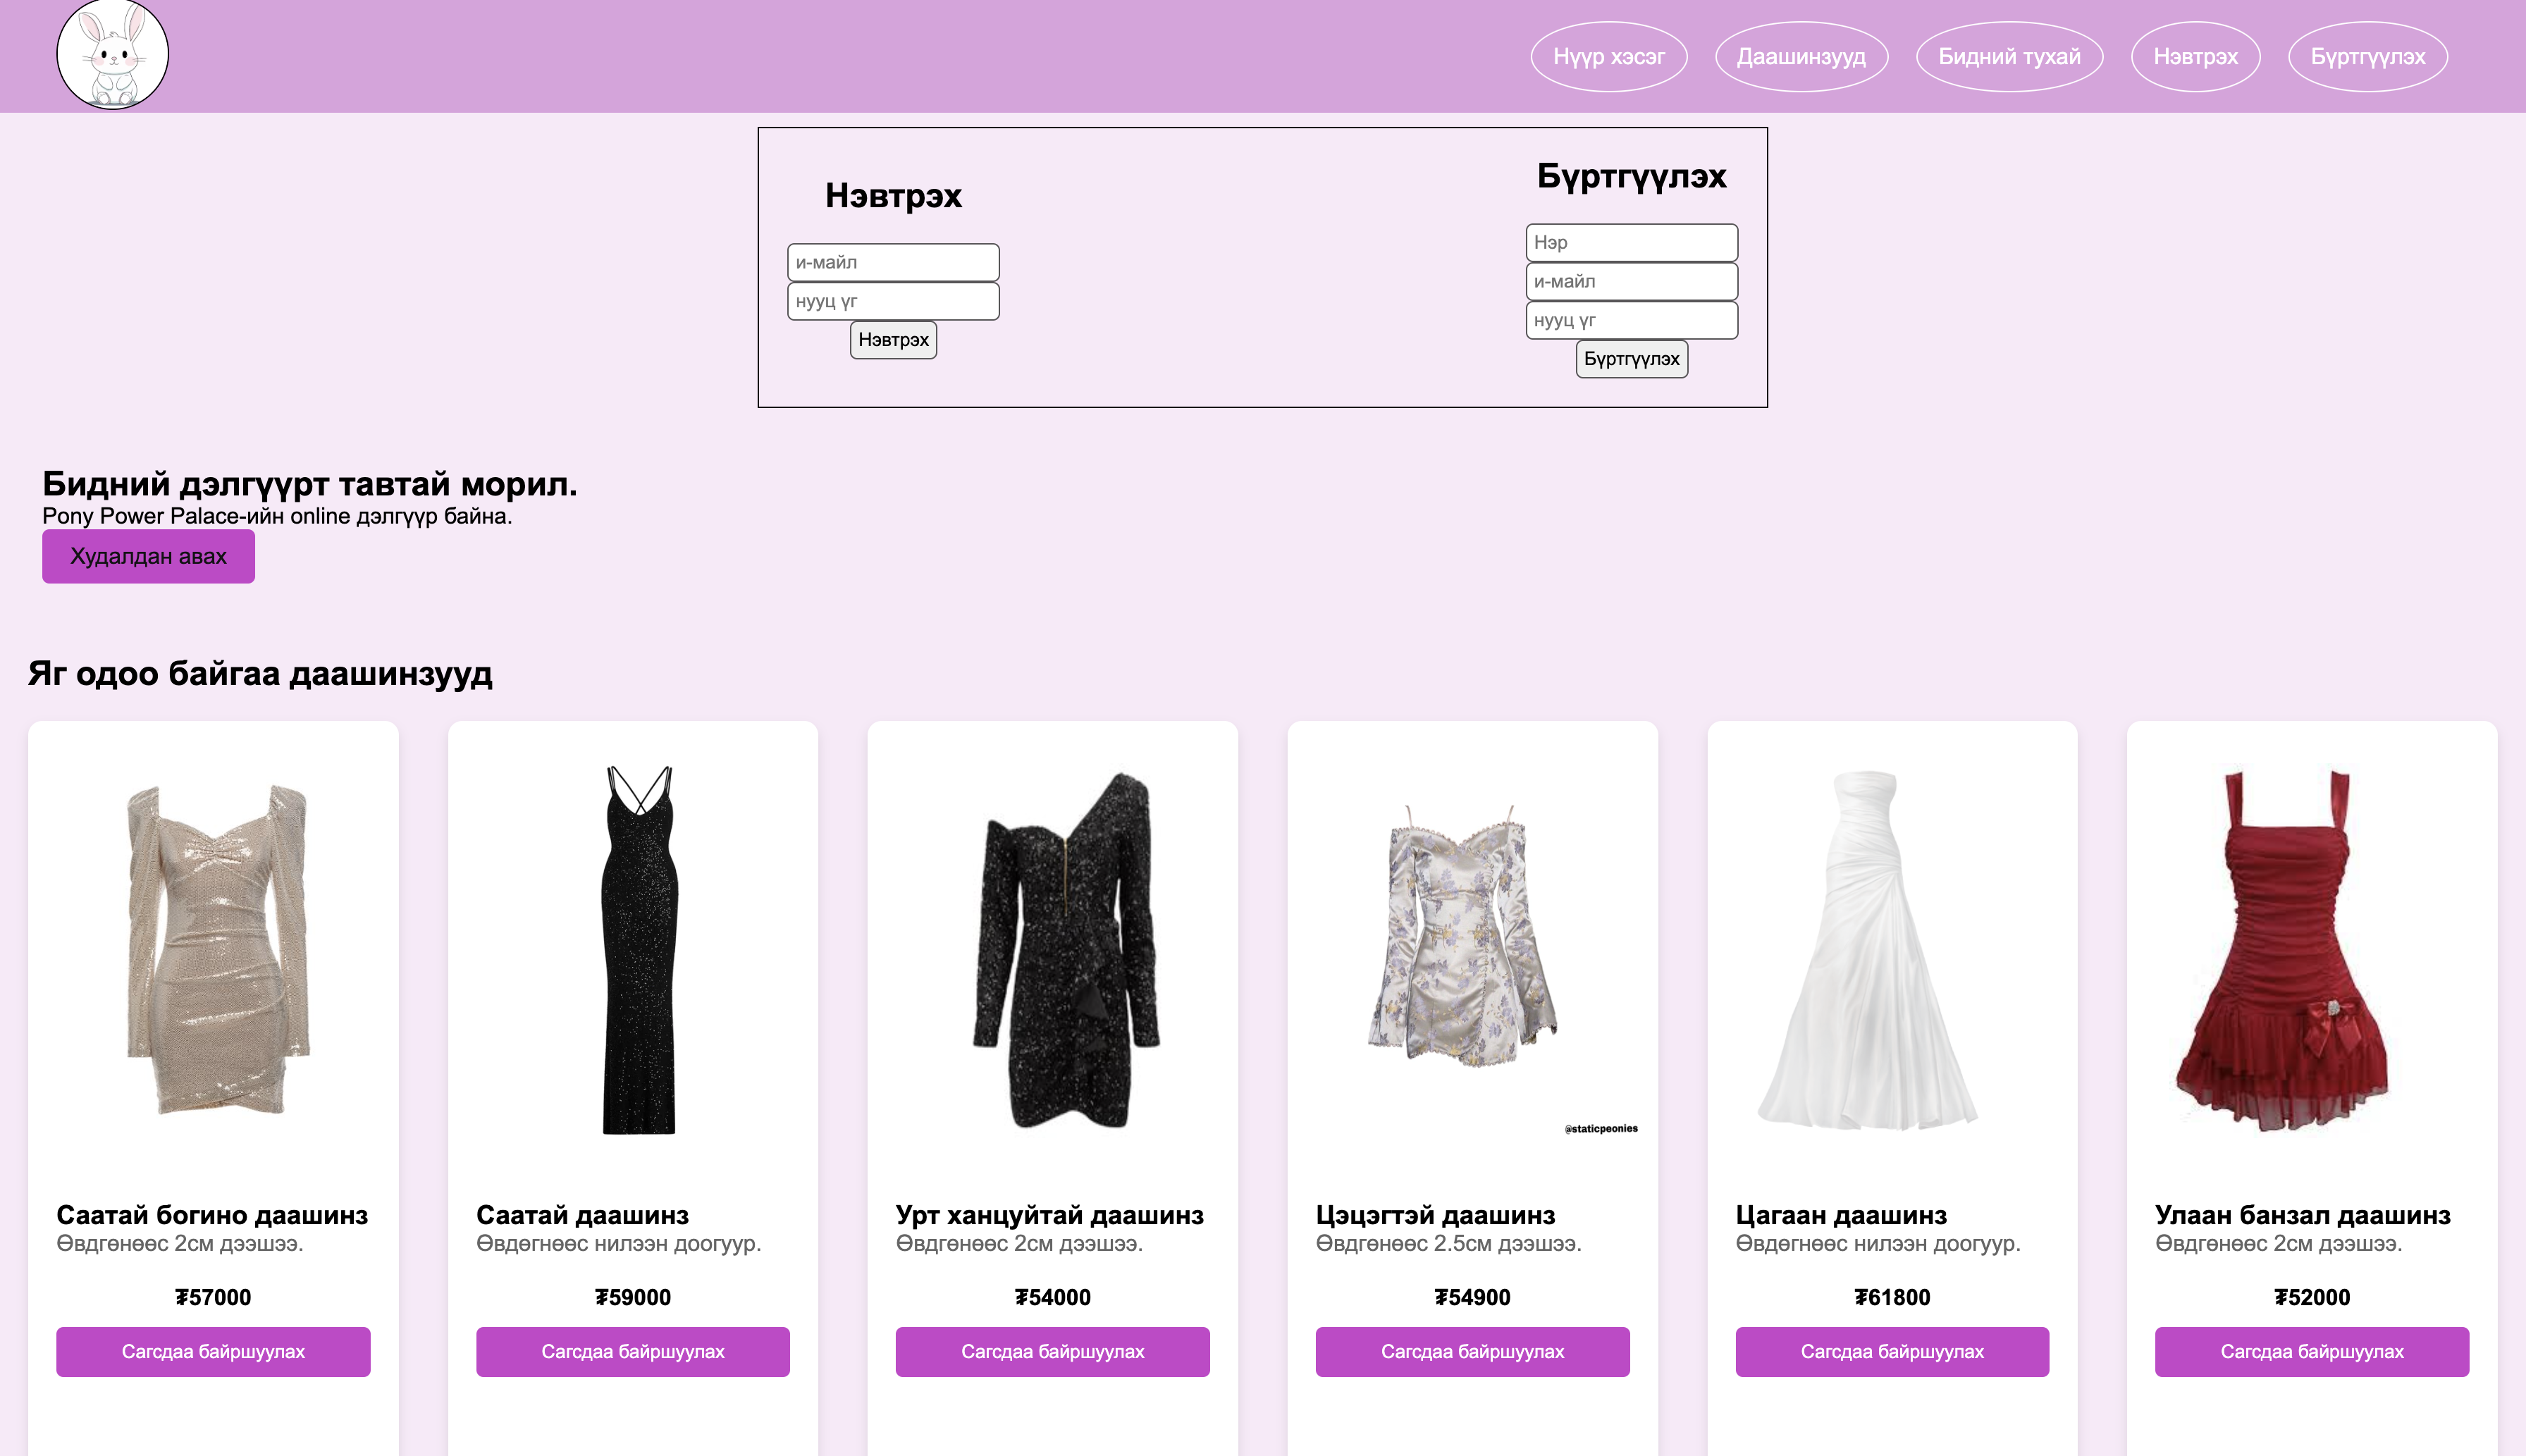 Нүүр хэсэг
Даашинзууд
Бидний тухай
Нэвтрэх
Бүртгүүлэх
Нэвтрэх
и-майл
нууц үг
Нэвтрэх
Бүртгүүлэх
Нэр
и-майл
нууц үг
Бүртгүүлэх
Бидний дэлгүүрт тавтай морил.
Pony Power Palace-ийн online дэлгүүр байна.
Худалдан авах
Яг одоо байгаа даашинзууд
Саатай богино даашинз
Өвдгөнөөс 2см дээшээ.
₮57000
Сагсдаа байршуулах
Саатай даашинз
Өвдөгнөөс нилээн доогуур.
₮59000
Сагсдаа байршуулах
Урт ханцуйтай даашинз
Өвдгөнөөс 2см дээшээ.
₮54000
Сагсдаа байршуулах
@staticpeonies
Цэцэгтэй даашинз
Өвдгөнөөс 2.5см дээшээ.
₮54900
Сагсдаа байршуулах
Цагаан даашинз
Өвдөгнөөс нилээн доогуур.
₮61800
Сагсдаа байршуулах
Улаан банзал даашинз
Өвдгөнөөс 2см дээшээ.
₮52000
Сагсдаа байршуулах